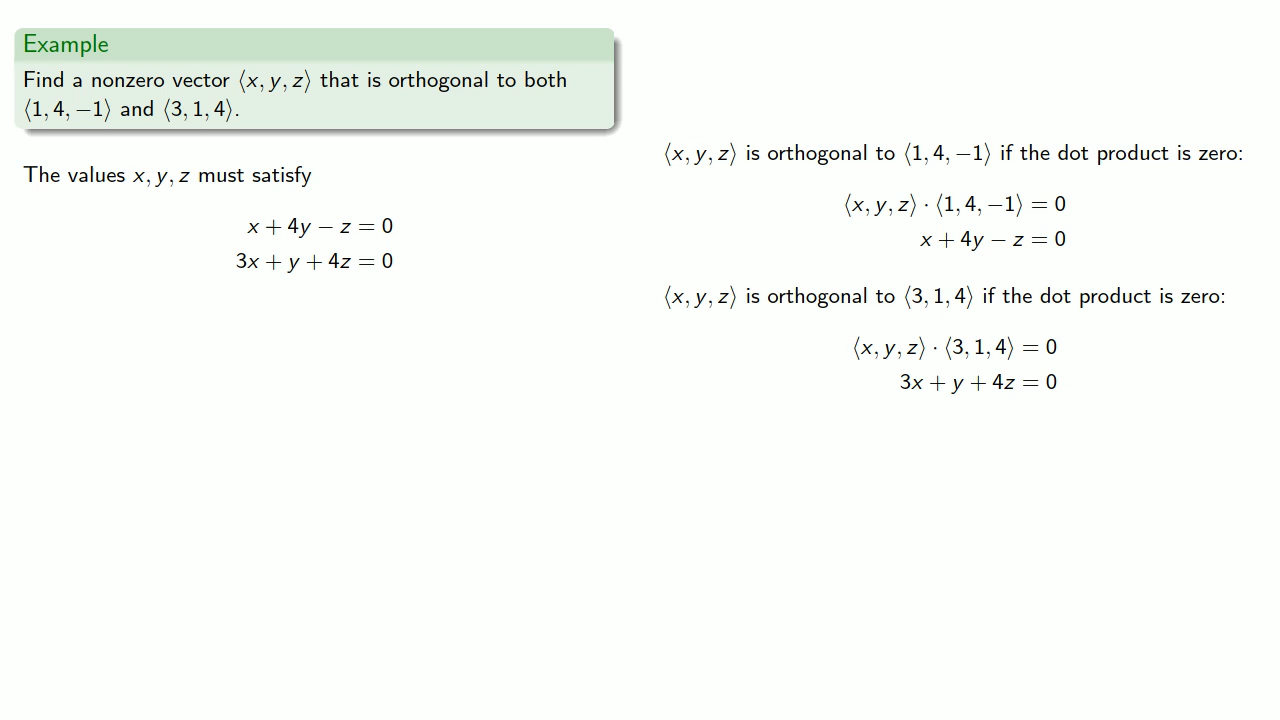 Example
Find a nonzero vector ⟨x, y, z⟩ that is orthogonal to both
⟨1, 4, −1⟩ and ⟨3, 1, 4⟩.
The values x, y, z must satisfy
x + 4y − z = 0
3x + y + 4z = 0
⟨x, y, z⟩ is orthogonal to ⟨1, 4, −1⟩ if the dot product is zero:
⟨x, y, z⟩ · ⟨1, 4, −1⟩ = 0
x + 4y − z = 0
⟨x, y, z⟩ is orthogonal to ⟨3, 1, 4⟩ if the dot product is zero:
⟨x, y, z⟩ · ⟨3, 1, 4⟩ = 0
3x + y + 4z = 0